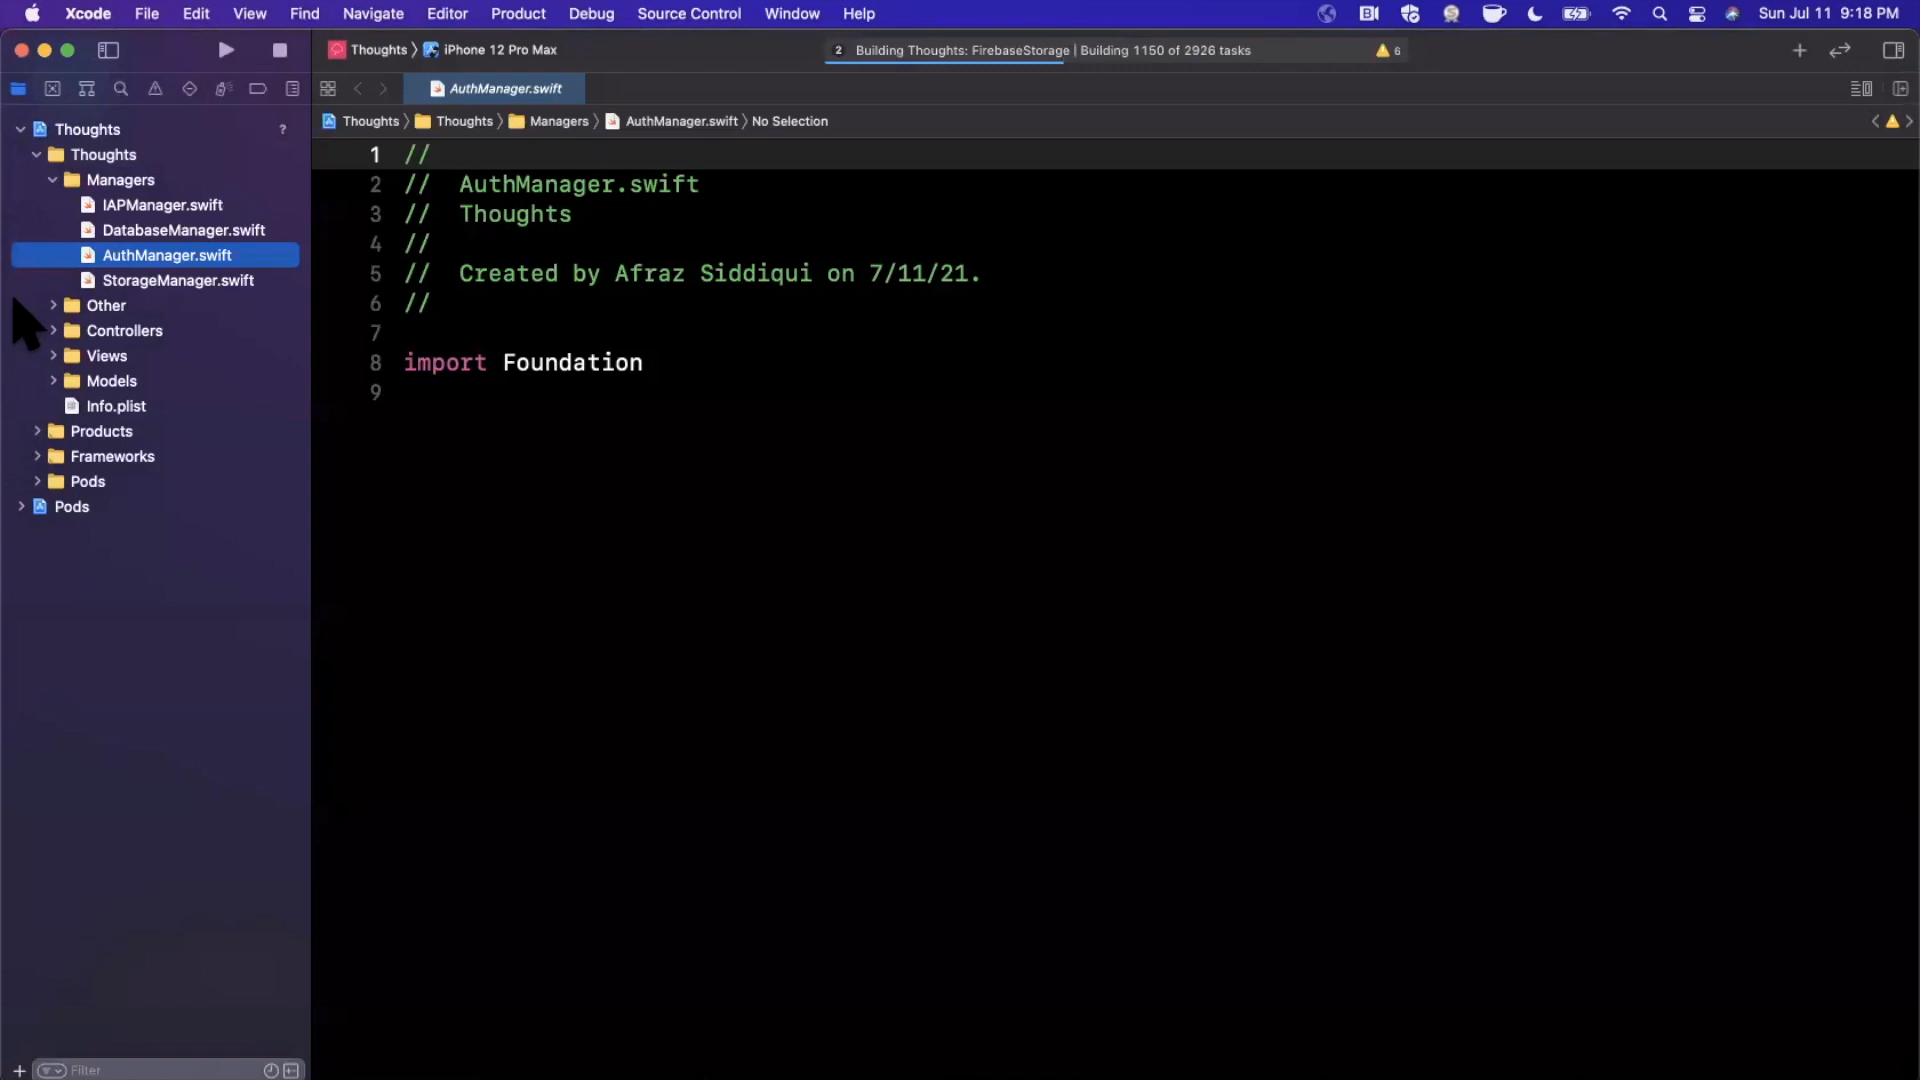 Xcode File Edit View Find Navigate Editor Product Debug Source Control Window Help Sun Jul 11 9:18 PM
Thoughts iPhone 12 Pro Max 2 Building Thoughts: FirebaseStorage | Building 1150 of 2926 tasks 6
AuthManager.swift
Thoughts Thoughts Managers AuthManager.swift No Selection
Thoughts ?
Thoughts
Managers
IAPManager.swift
DatabaseManager.swift
AuthManager.swift
StorageManager.swift
Other
Controllers
Views
Models
Info.plist
Products
Frameworks
Pods
Pods
Filter
1 //
2 // AuthManager.swift
3 // Thoughts
4 //
5 // Created by Afraz Siddiqui on 7/11/21.
6 //
7
8 import Foundation
9